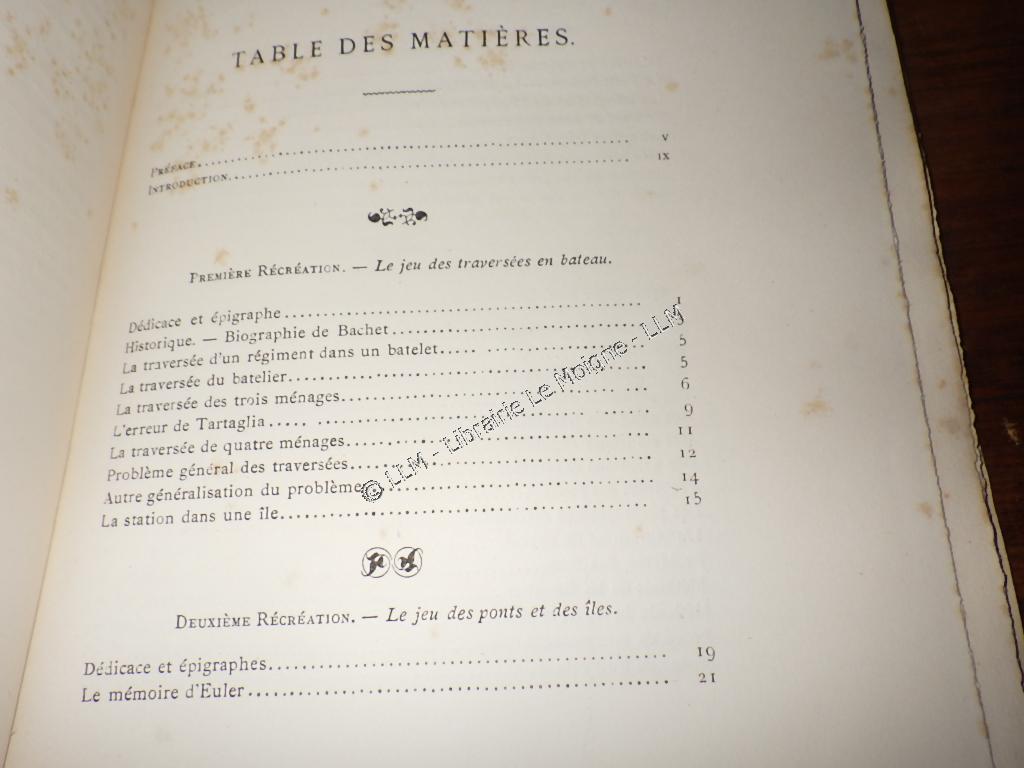 TABLE DES MATIÈRES.
PRÉFACE........ V
INTRODUCTION........ IX
PREMIÈRE RÉCRÉATION. — Le jeu des traversées en bateau.
Dédicace et épigraphe........ 1
Historique. — Biographie de Bachet........ 3
La traversée d'un régiment dans un batelet........ 5
La traversée du batelier........ 5
La traversée des trois ménages........ 6
L'erreur de Tartaglia........ 9
La traversée de quatre ménages........ 11
Problème général des traversées........ 12
Autre généralisation du problème........ 14
La station dans une île........ 15
DEUXIÈME RÉCRÉATION. — Le jeu des ponts et des îles.
Dédicace et épigraphes........ 19
Le mémoire d'Euler........ 21
© LLM - Librairie Le Moigne - LLM